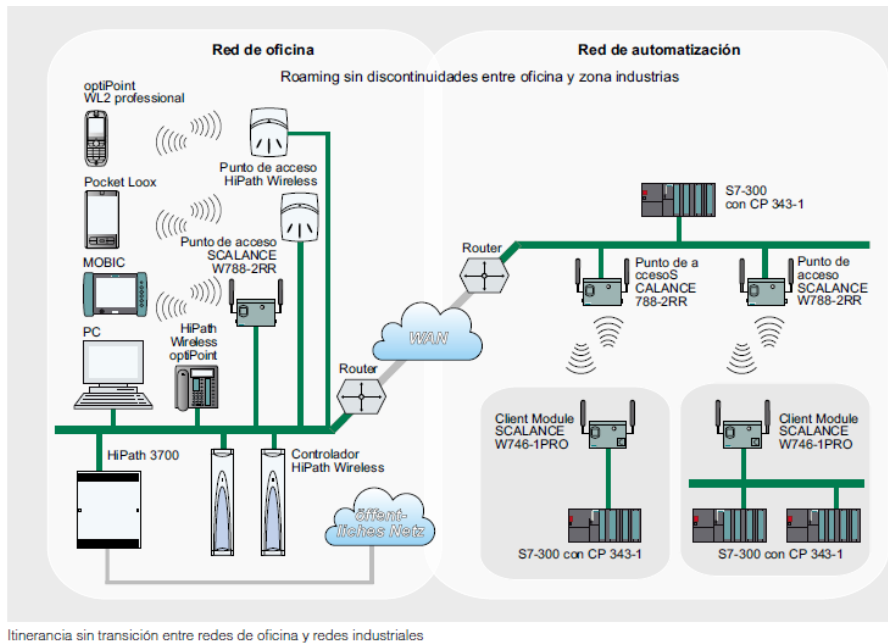 Red de oficina
Red de automatización
Roaming sin discontinuidades entre oficina y zona industrias
optiPoint
WL2 professional
Punto de acceso
HiPath Wireless
Pocket Loox
Punto de acceso
SCALANCE
W788-2RR
MOBIC
HiPath
Wireless
optiPoint
PC
Router
WAN
Router
S7-300
con CP 343-1
Punto de a
ccesoS
CALANCE
788-2RR
Punto de
acceso
SCALANCE
W788-2RR
Client Module
SCALANCE
W746-1PRO
Client Module
SCALANCE
W746-1PRO
HiPath 3700
Controlador
HiPath Wireless
öffent-
liches Netz
S7-300 con CP 343-1
S7-300 con CP 343-1
Itinerancia sin transición entre redes de oficina y redes industriales